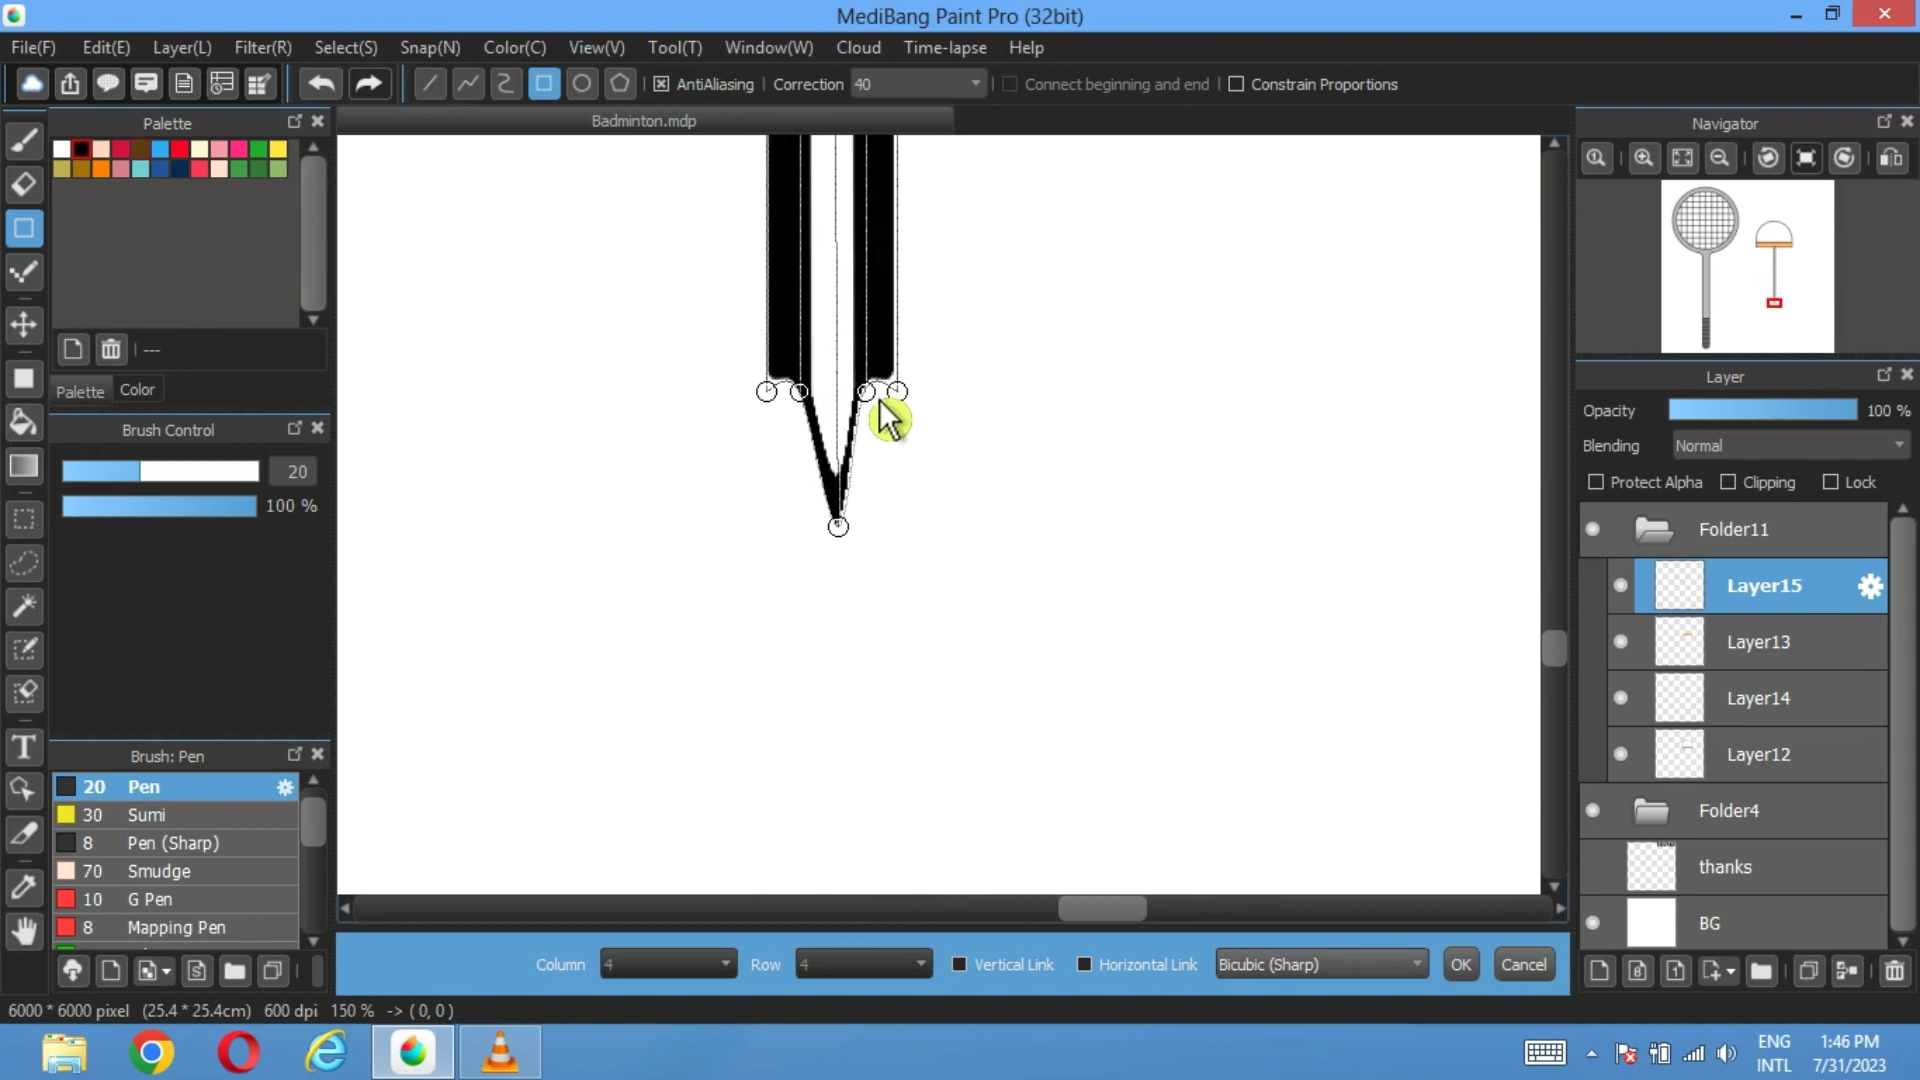 MediBang Paint Pro (32bit)
File(F) Edit(E) Layer(L) Filter(R) Select(S) Snap(N) Color(C) View(V) Tool(T) Window(W) Cloud Time-lapse Help
AntiAliasing Correction 40 Connect beginning and end Constrain Proportions
Palette
Badminton.mdp
Navigator
---
Palette Color
Brush Control
20
100 %
Layer
Opacity 100 %
Blending Normal
Protect Alpha Clipping Lock
Folder11
Layer15
Layer13
Layer14
Layer12
Folder4
thanks
BG
Brush: Pen
20 Pen
30 Sumi
8 Pen (Sharp)
70 Smudge
10 G Pen
8 Mapping Pen
Column 4 Row 4 Vertical Link Horizontal Link Bicubic (Sharp) OK Cancel
6000 * 6000 pixel (25.4 * 25.4cm) 600 dpi 150 % -> ( 0, 0 )
ENG 1:46 PM
INTL 7/31/2023